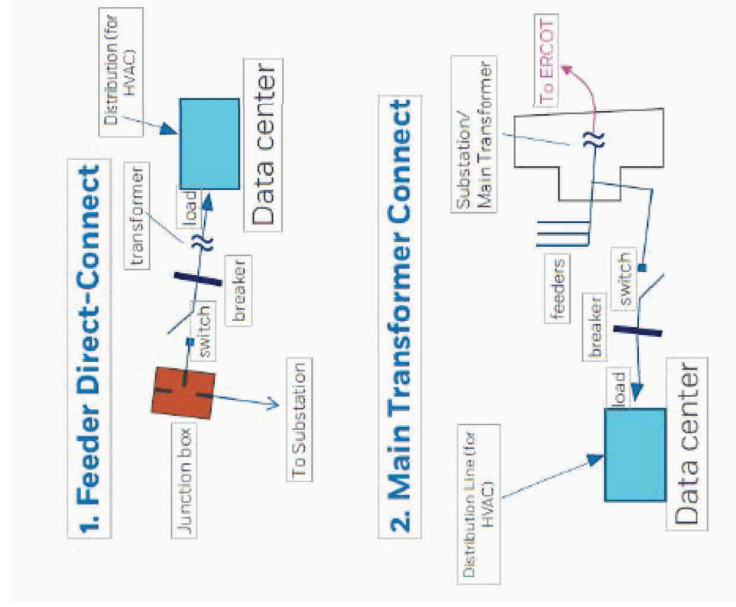 1. Feeder Direct-Connect
Distribution (for
HVAC)
transformer
load
Data center
switch
breaker
Junction box
To Substation
2. Main Transformer Connect
Substation/
Main Transformer
To ERCOT
feeders
switch
breaker
load
Distribution Line (for
HVAC)
Data center